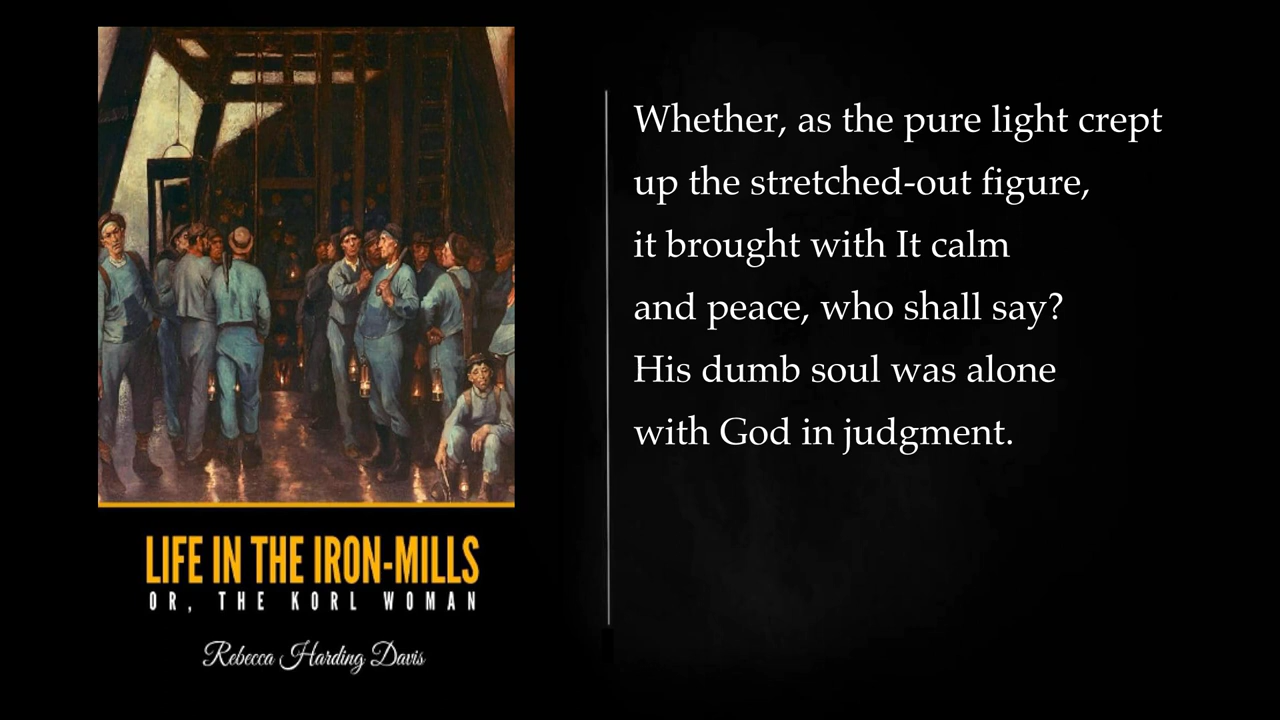 LIFE IN THE IRON-MILLS
OR, THE KORL WOMAN
Rebecca Harding Davis
Whether, as the pure light crept
up the stretched-out figure,
it brought with It calm
and peace, who shall say?
His dumb soul was alone
with God in judgment.